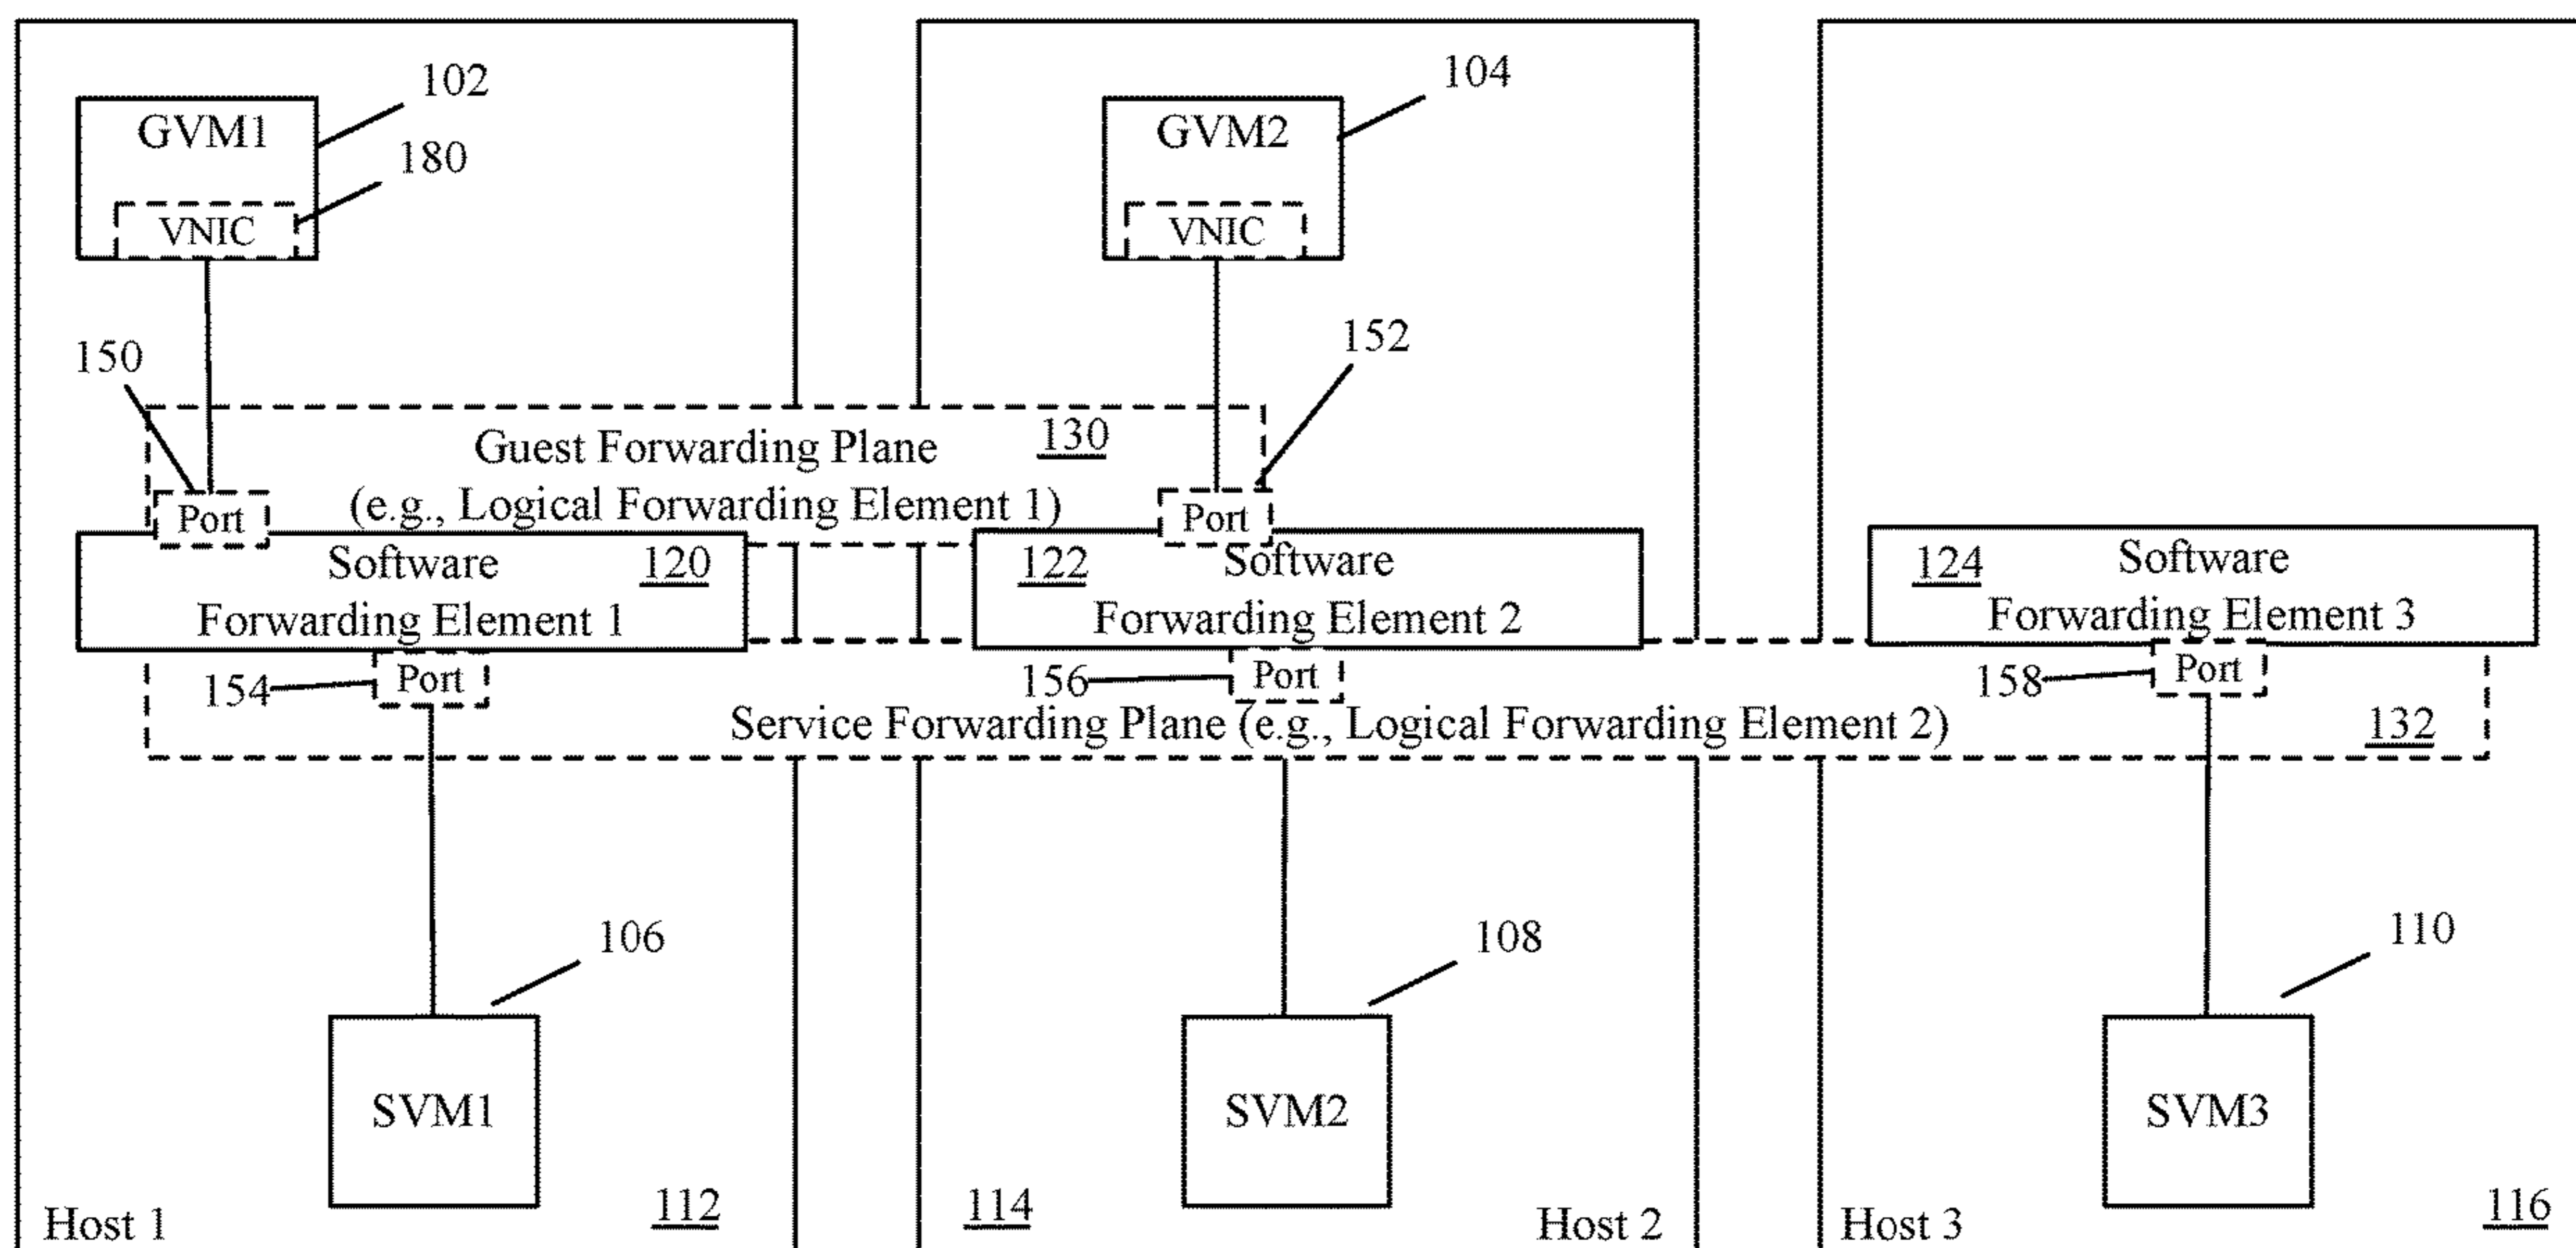 102
104
GVM1
GVM2
180
VNIC
VNIC
150
152
Guest Forwarding Plane
130
(e.g., Logical Forwarding Element 1)
Port
Port
Software
120
122
Software
124
Software
Forwarding Element 1
Forwarding Element 2
Forwarding Element 3
154
Port
156
Port
158
Port
Service Forwarding Plane (e.g., Logical Forwarding Element 2)
132
106
108
110
SVM1
SVM2
SVM3
Host 1
112
114
Host 2
Host 3
116